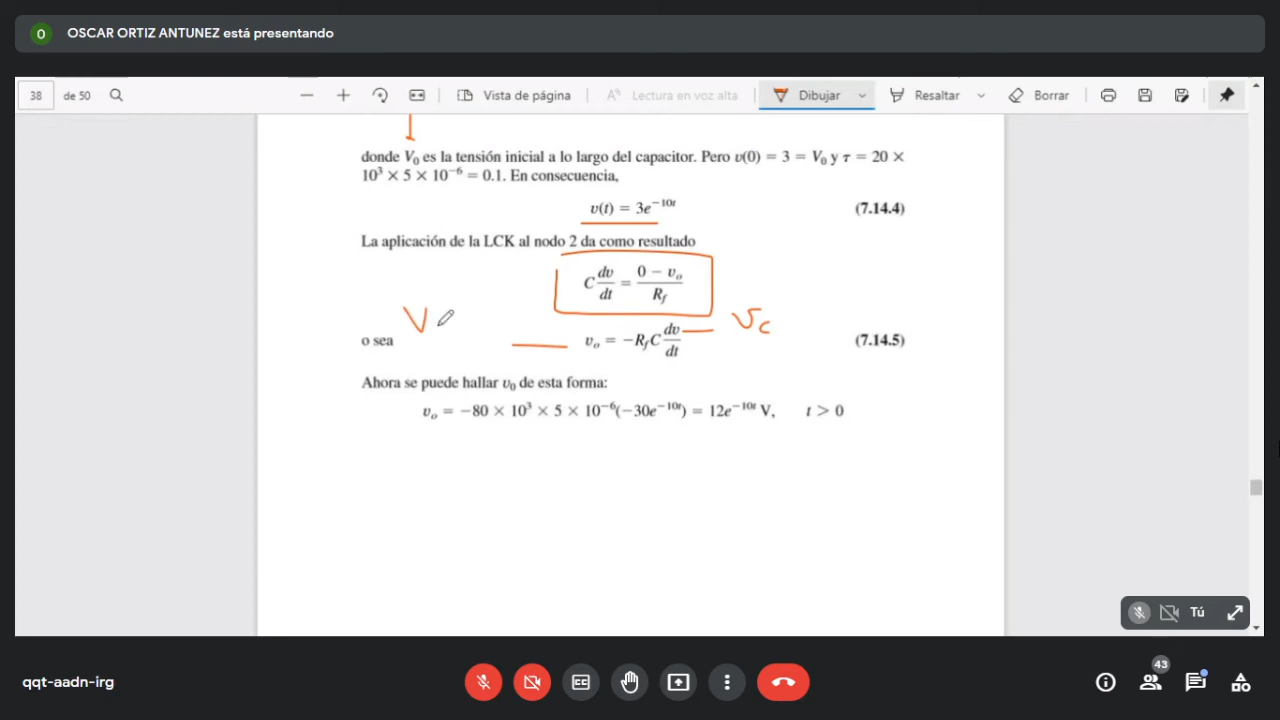 O OSCAR ORTIZ ANTUNEZ está presentando
38 de 50 Vista de página Lectura en voz alta Dibujar Resaltar Borrar
donde V₀ es la tensión inicial a lo largo del capacitor. Pero v(0) = 3 = V₀ y τ = 20 ×
10³ × 5 × 10⁻⁶ = 0.1. En consecuencia,
v(t) = 3e⁻¹⁰ᵗ (7.14.4)
La aplicación de la LCK al nodo 2 da como resultado
C dv/dt = (0 − vₒ)/R_f
V
v_c
o sea vₒ = −R_f C dv/dt (7.14.5)
Ahora se puede hallar v₀ de esta forma:
vₒ = −80 × 10³ × 5 × 10⁻⁶(−30e⁻¹⁰ᵗ) = 12e⁻¹⁰ᵗ V, t > 0
Tú
43
qqt-aadn-irg